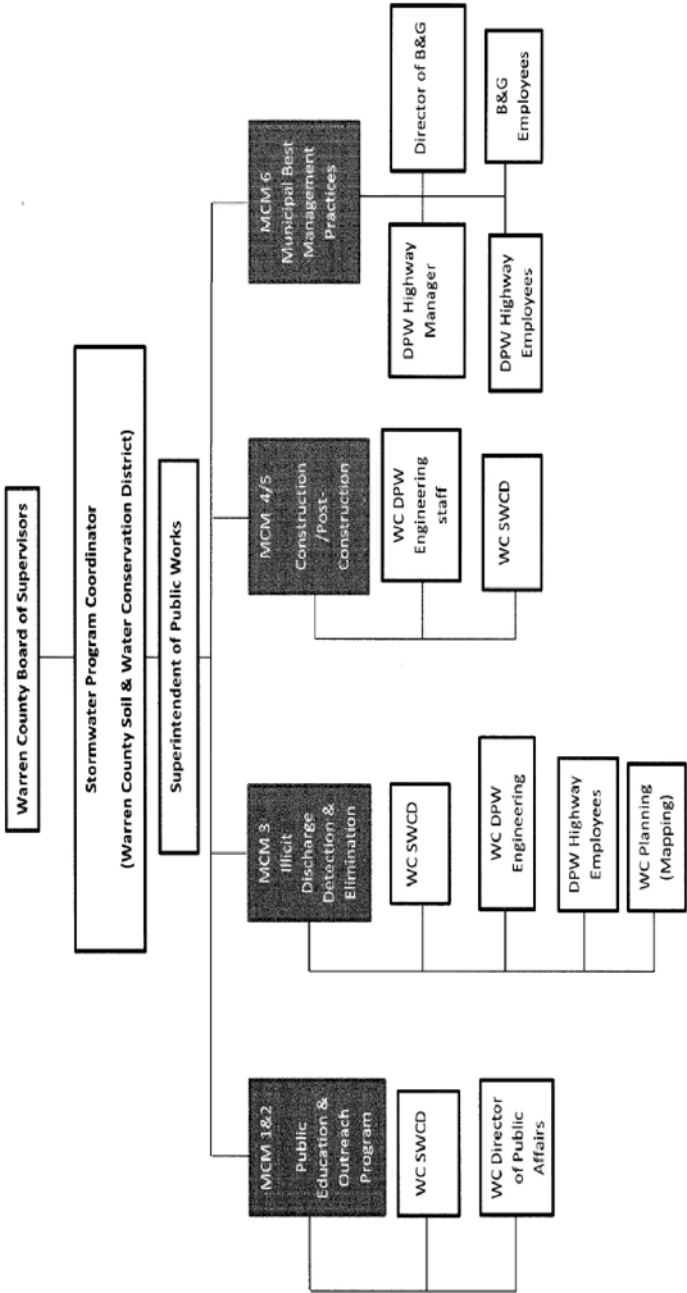 Warren County Board of Supervisors
Stormwater Program Coordinator
(Warren County Soil & Water Conservation District)
Superintendent of Public Works
MCM 1&2
Public
Education &
Outreach
Program
WC SWCD
WC Director
of Public
Affairs
MCM 3
Illicit
Discharge
Detection &
Elimination
WC SWCD
WC DPW
Engineering
DPW Highway
Employees
WC Planning
(Mapping)
MCM 4/5
Construction
/Post-
Construction
WC DPW
Engineering
staff
WC SWCD
MCM 6
Municipal Best
Management
Practices
DPW Highway
Manager
Director of B&G
DPW Highway
Employees
B&G
Employees